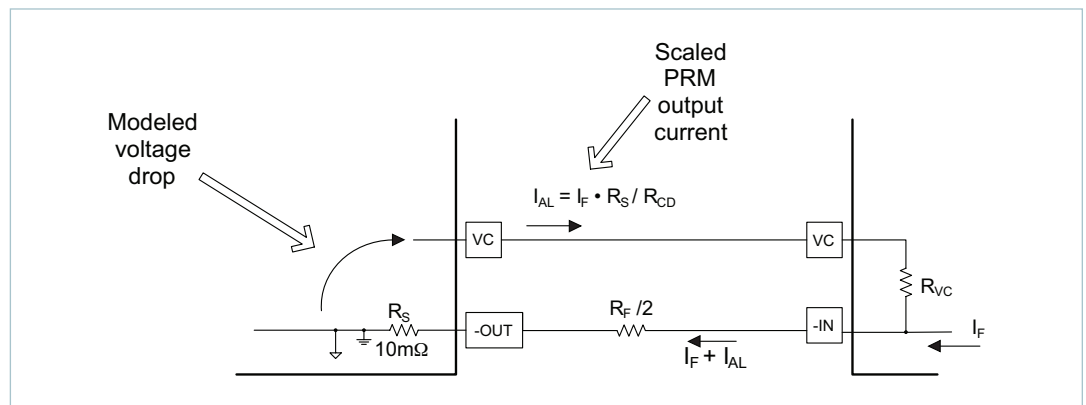 Scaled
PRM
output
current
Modeled
voltage
drop
I_AL = I_F • R_S / R_CD
VC
VC
R_VC
R_S
10mΩ
-OUT
R_F /2
-IN
I_F
I_F + I_AL